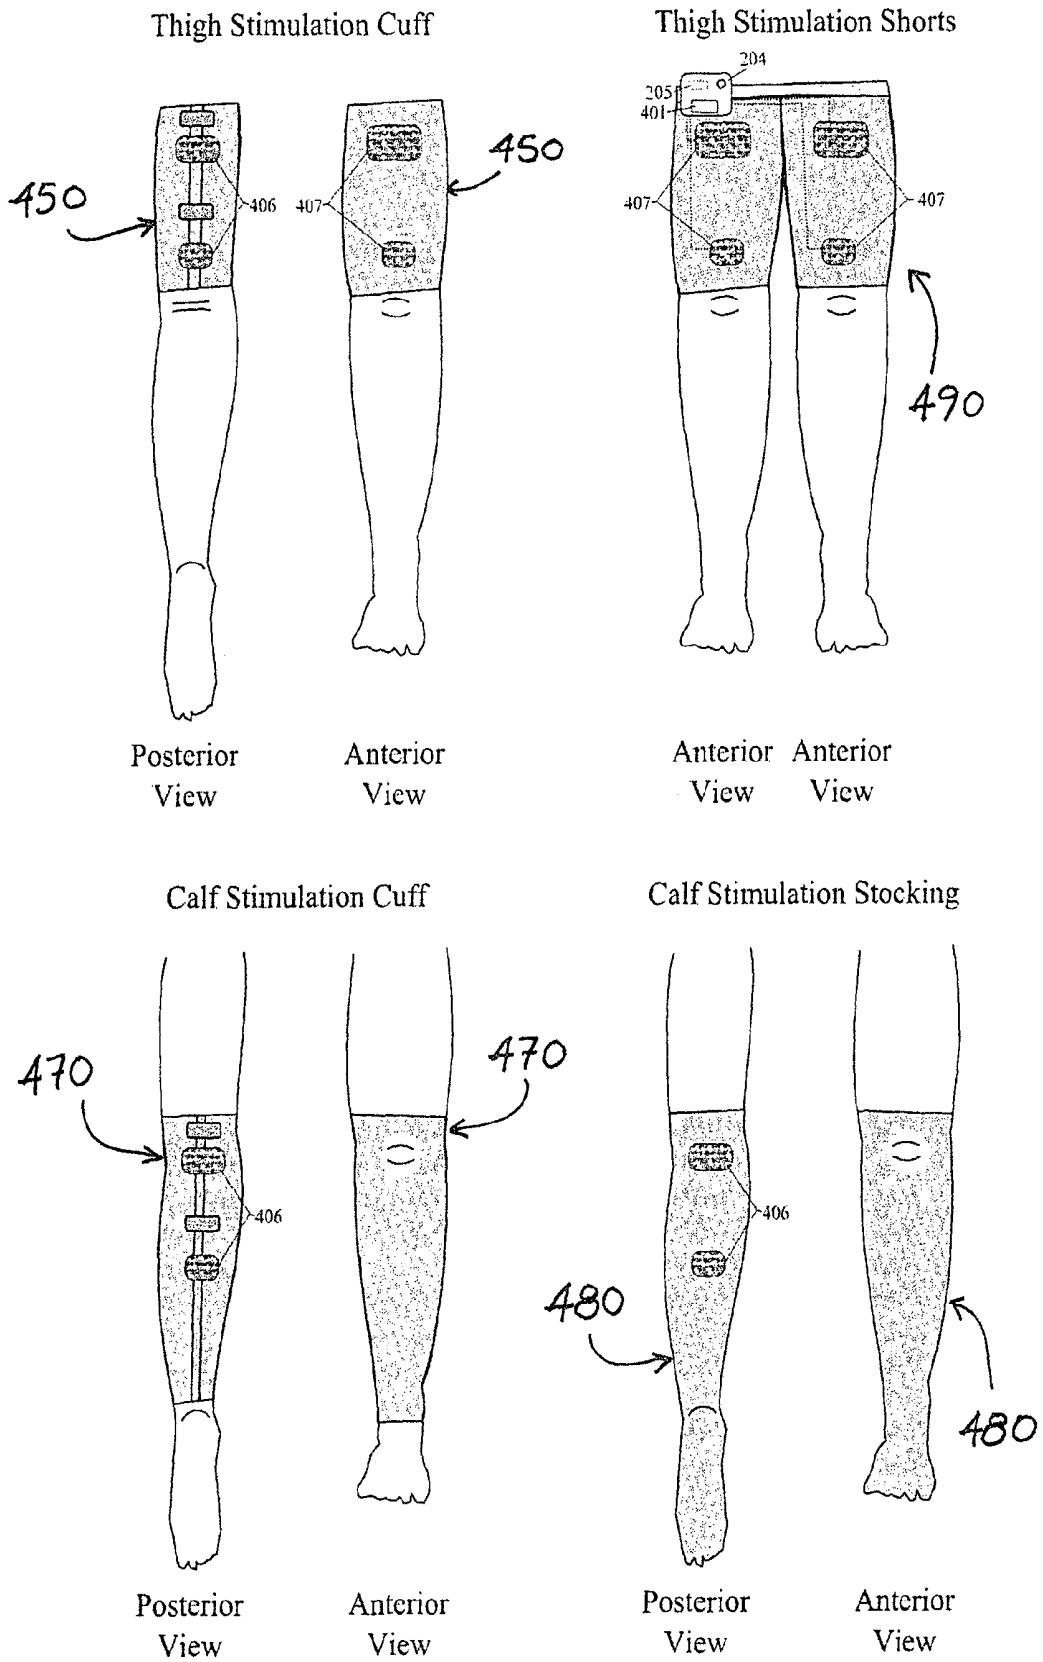 Thigh Stimulation Cuff
Thigh Stimulation Shorts
204
205
401
450
450
406
407
407
407
490
Posterior
View
Anterior
View
Anterior
View
Anterior
View
Calf Stimulation Cuff
Calf Stimulation Stocking
470
470
406
406
480
480
Posterior
View
Anterior
View
Posterior
View
Anterior
View